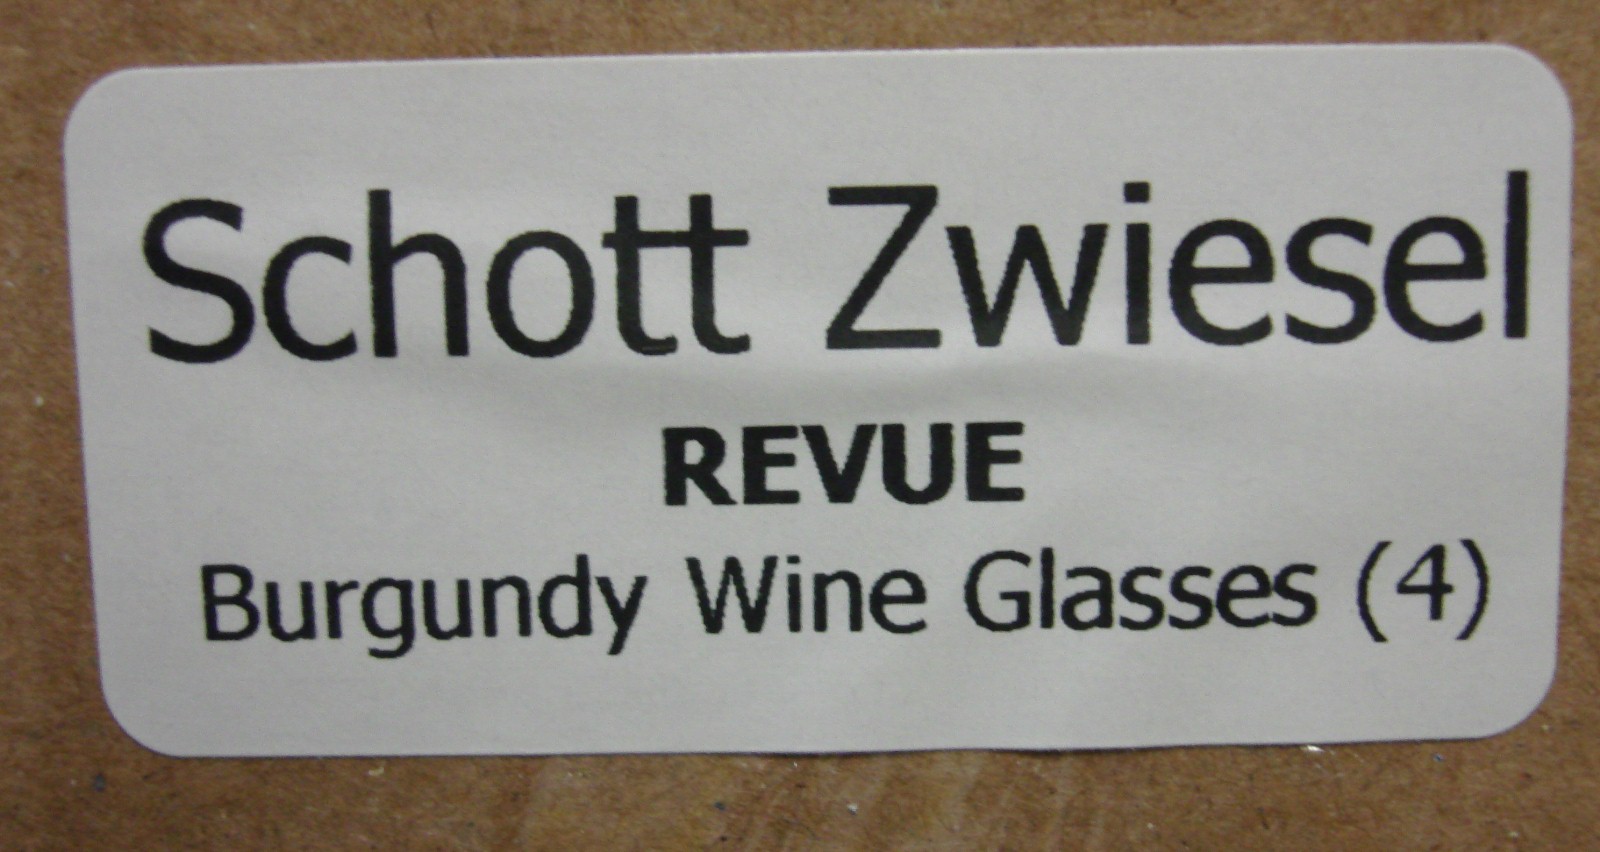 Schott Zwiesel
REVUE
Burgundy Wine Glasses (4)